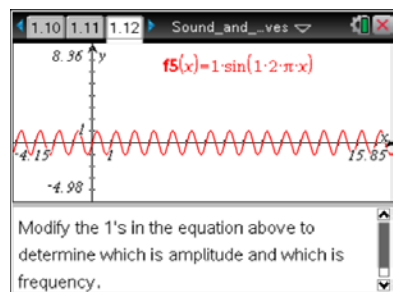 1.10 1.11 1.12 Sound_and_...ves
8.36 y
f5(x)=1·sin(1·2·π·x)
1
x
-4.15 1 15.85
-4.98
Modify the 1's in the equation above to
determine which is amplitude and which is
frequency.